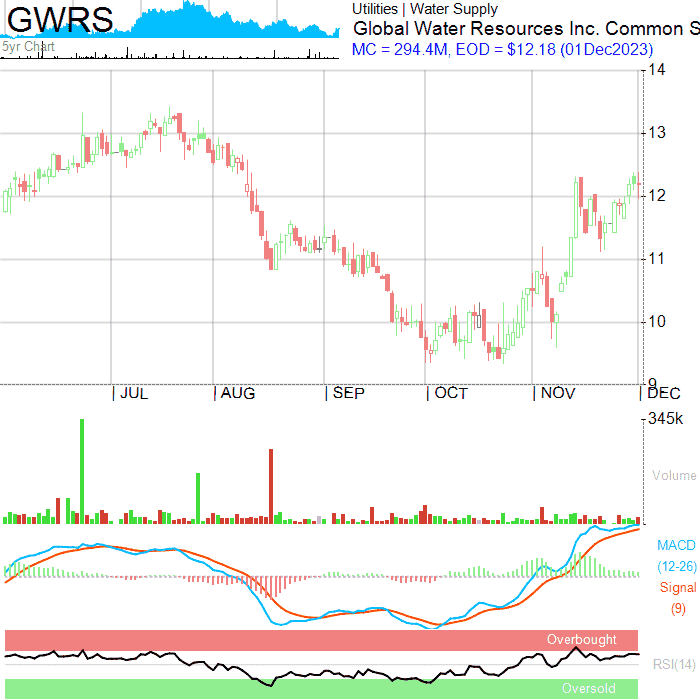 GWRS
5yr Chart
Utilities | Water Supply
Global Water Resources Inc. Common S
MC = 294.4M, EOD = $12.18 (01Dec2023)
14
13
12
11
10
9
JUL AUG SEP OCT NOV DEC
345k
Volume
MACD
(12-26)
Signal
(9)
Overbought
RSI(14)
Oversold